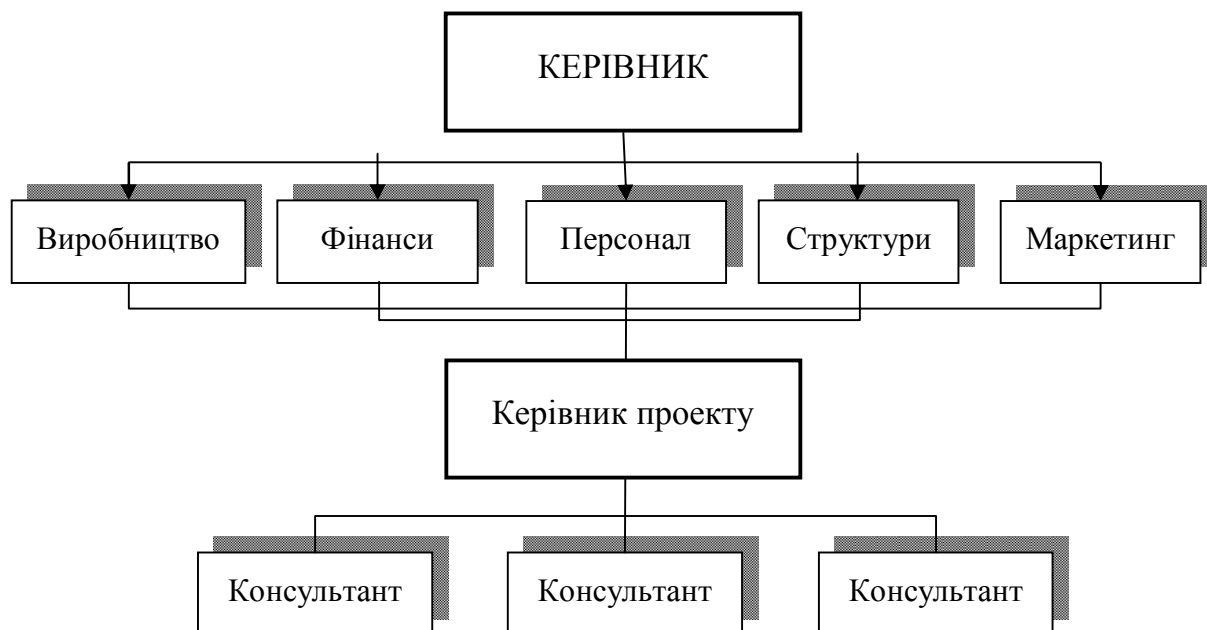 КЕРІВНИК
Виробництво
Фінанси
Персонал
Структури
Маркетинг
Керівник проекту
Консультант
Консультант
Консультант